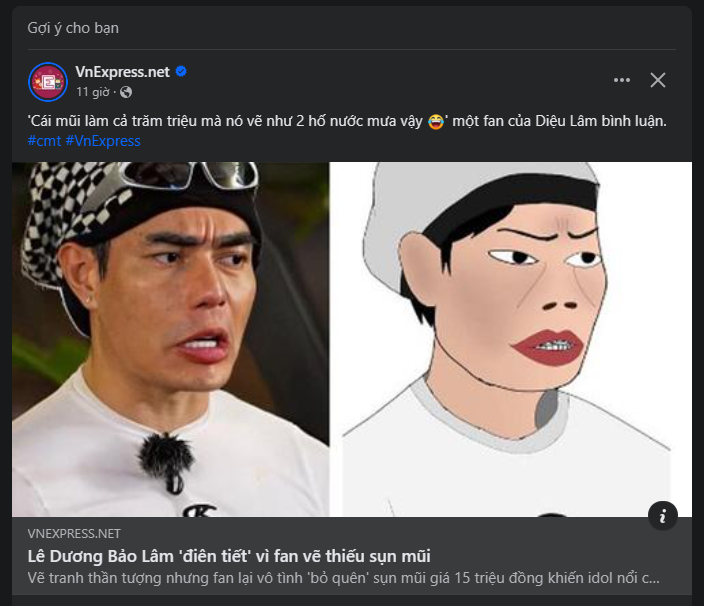 Gợi ý cho bạn
VnExpress.net
11 giờ ·
'Cái mũi làm cả trăm triệu mà nó vẽ như 2 hố nước mưa vậy 😂' một fan của Diệu Lâm bình luận.
#cmt #VnExpress
VNEXPRESS.NET
Lê Dương Bảo Lâm 'điên tiết' vì fan vẽ thiếu sụn mũi
Vẽ tranh thần tượng nhưng fan lại vô tình 'bỏ quên' sụn mũi giá 15 triệu đồng khiến idol nổi c...